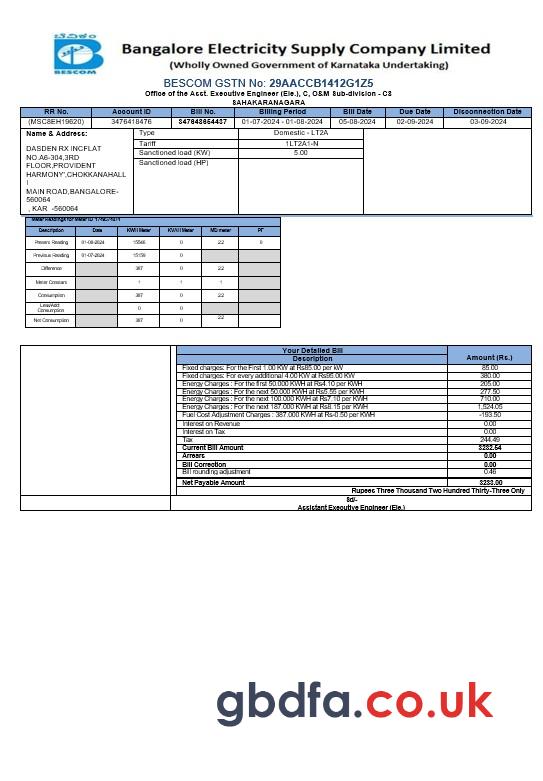 ಬೆವಿಕಂ
BESCOM
Bangalore Electricity Supply Company Limited
(Wholly Owned Government of Karnataka Undertaking)
BESCOM GSTN No: 29AACCB1412G1Z5
Office of the Asst. Executive Engineer (Ele.), C, O&M Sub-division - C8
SAHAKARANAGARA
RR No. Account ID Bill No. Billing Period Bill Date Due Date Disconnection Date
(MSC8EH19620) 3476418476 847648654487 01-07-2024 - 01-08-2024 05-08-2024 02-09-2024 03-09-2024
Name & Address:
DASDEN RX INCFLAT
NO.A6-304,3RD
FLOOR,PROVIDENT
HARMONY',CHOKKANAHALL
I
MAIN ROAD,BANGALORE-
560064
, KAR -560064
Type Domestic - LT2A
Tariff 1LT2A1-N
Sanctioned load (KW) 5.00
Sanctioned load (HP)
Meter Readings for Meter ID
Description Date KWH Meter KVAH Meter MD meter PF
Present Reading 01-08-2024 15546 0 2.2 0
Previous Reading 01-07-2024 15159 0
Difference 387 0 2.2
Meter Constant 1 1 1
Consumption 387 0 2.2
Less/Add Consumption 0 0
Net Consumption 387 0 2.2
Your Detailed Bill
Description Amount (Rs.)
Fixed charges: For the First 1.00 KW at Rs85.00 per kW 85.00
Fixed charges: For every additional 4.00 KW at Rs95.00 KW 380.00
Energy Charges : For the first 50.000 KWH at Rs4.10 per KWH 205.00
Energy Charges : For the next 50.000 KWH at Rs5.55 per KWH 277.50
Energy Charges : For the next 100.000 KWH at Rs7.10 per KWH 710.00
Energy Charges : For the next 187.000 KWH at Rs8.15 per KWH 1,524.05
Fuel Cost Adjustment Charges : 387.000 KWH at Rs-0.50 per KWH -193.50
Interest on Revenue 0.00
Interest on Tax 0.00
Tax 244.49
Current Bill Amount 3232.54
Arrears 0.00
Bill Correction 0.00
Bill rounding adjustment 0.46
Net Payable Amount 3233.00
Rupees Three Thousand Two Hundred Thirty-Three Only
Sd/-
Assistant Executive Engineer (Ele.)
gbdfa.co.uk